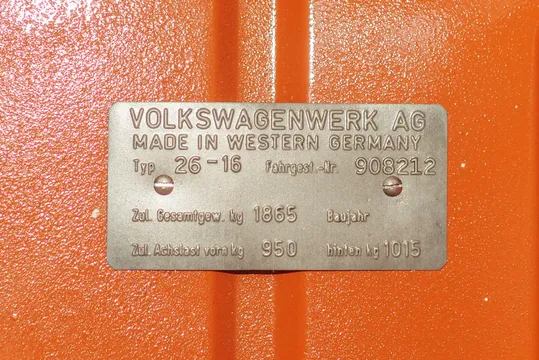 VOLKSWAGENWERK AG
MADE IN WESTERN GERMANY
Typ 26-16 Fahrgest.-Nr. 908212
Zul. Gesamtgew. kg 1865 Baujahr
Zul. Achslast vorn kg 950 hinten kg 1015